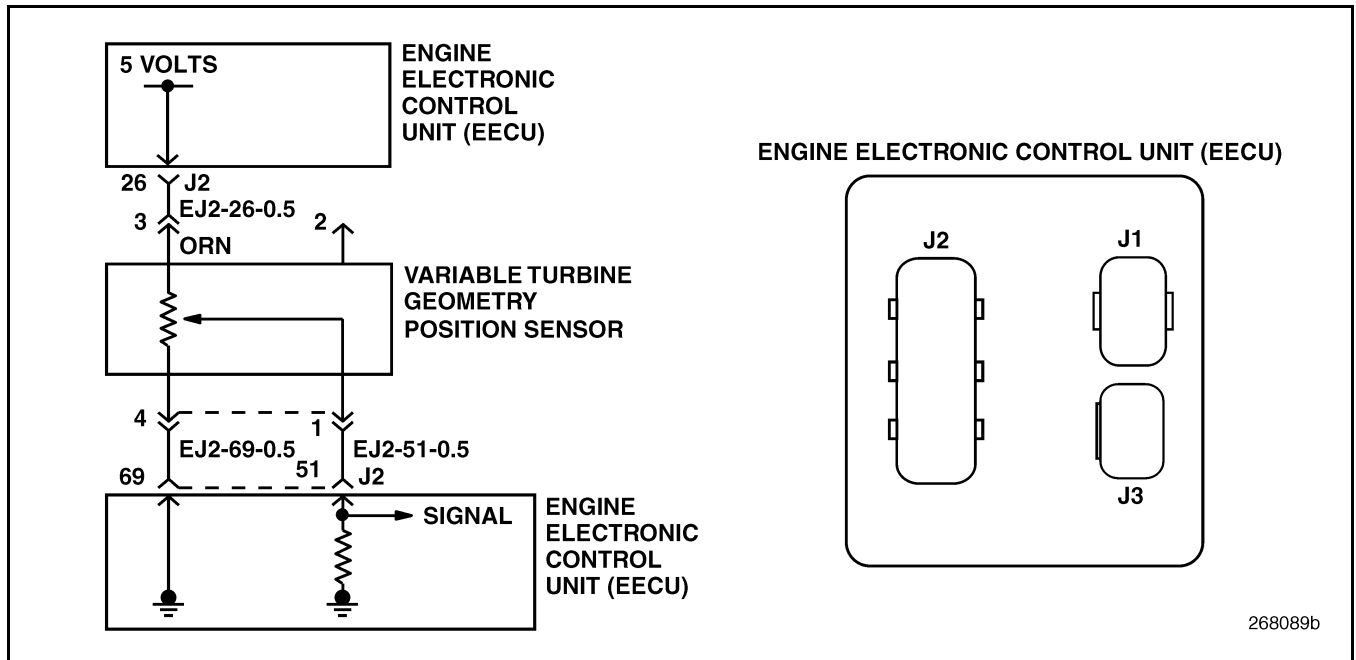 5 VOLTS
ENGINE
ELECTRONIC
CONTROL
UNIT (EECU)
26
J2
EJ2-26-0.5
3
2
ORN
VARIABLE TURBINE
GEOMETRY
POSITION SENSOR
4
1
EJ2-69-0.5
EJ2-51-0.5
69
51
J2
SIGNAL
ENGINE
ELECTRONIC
CONTROL
UNIT (EECU)
ENGINE ELECTRONIC CONTROL UNIT (EECU)
J2
J1
J3
268089b